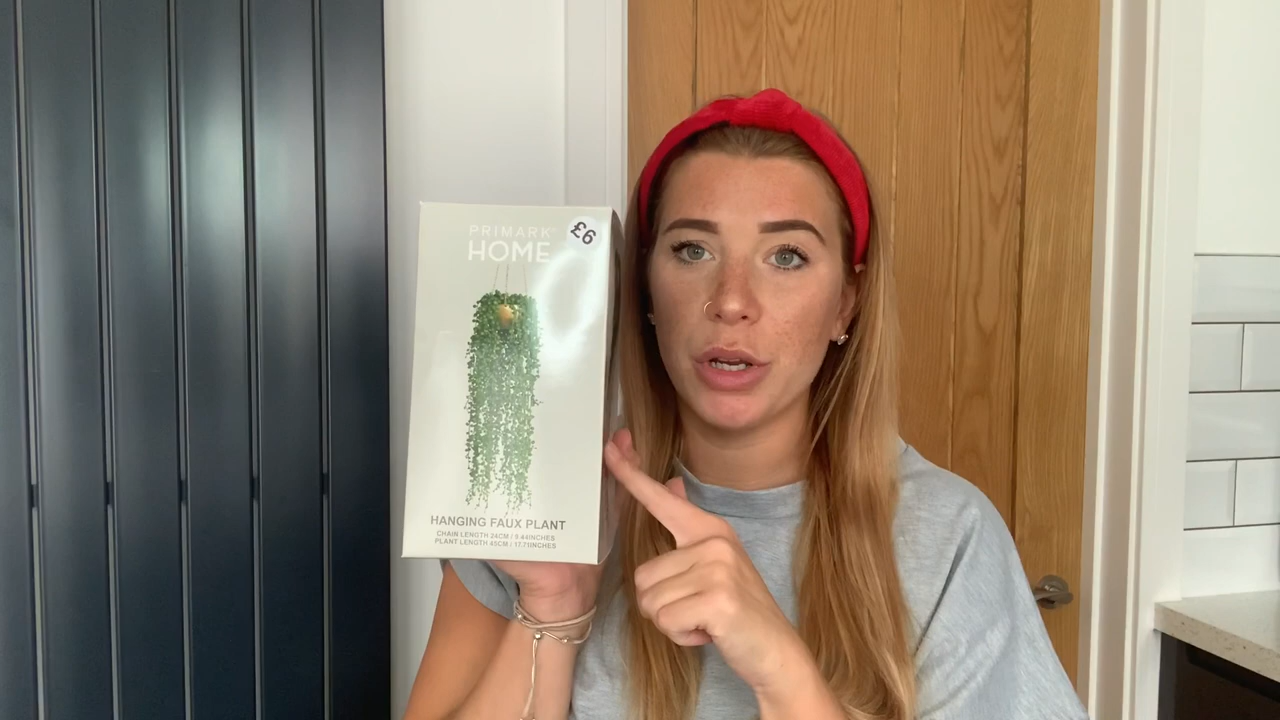 PRIMARK®
HOME
£6
HANGING FAUX PLANT
CHAIN LENGTH 24CM / 9.44INCHES
PLANT LENGTH 45CM / 17.71INCHES